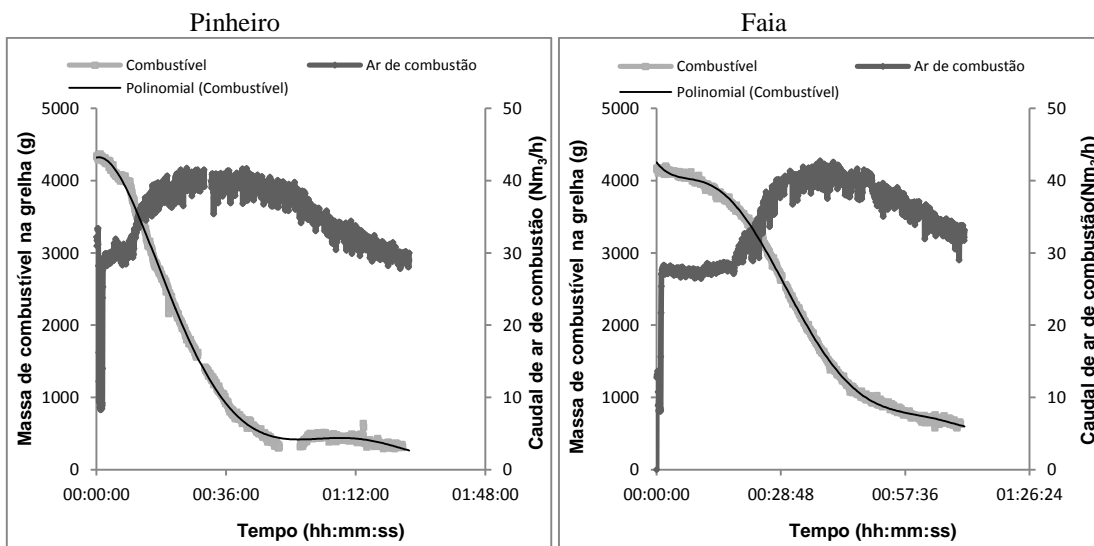 Pinheiro
Faia
Combustível
Ar de combustão
Polinomial (Combustível)
5000
4000
3000
2000
1000
0
Massa de combustível na grelha (g)
50
40
30
20
10
0
Caudal de ar de combustão (Nm3/h)
00:00:00
00:36:00
01:12:00
01:48:00
Tempo (hh:mm:ss)
Combustível
Ar de combustão
Polinomial (Combustível)
5000
4000
3000
2000
1000
0
Massa de combustível na grelha (g)
50
40
30
20
10
0
Caudal de ar de combustão(Nm3/h)
00:00:00
00:28:48
00:57:36
01:26:24
Tempo (hh:mm:ss)